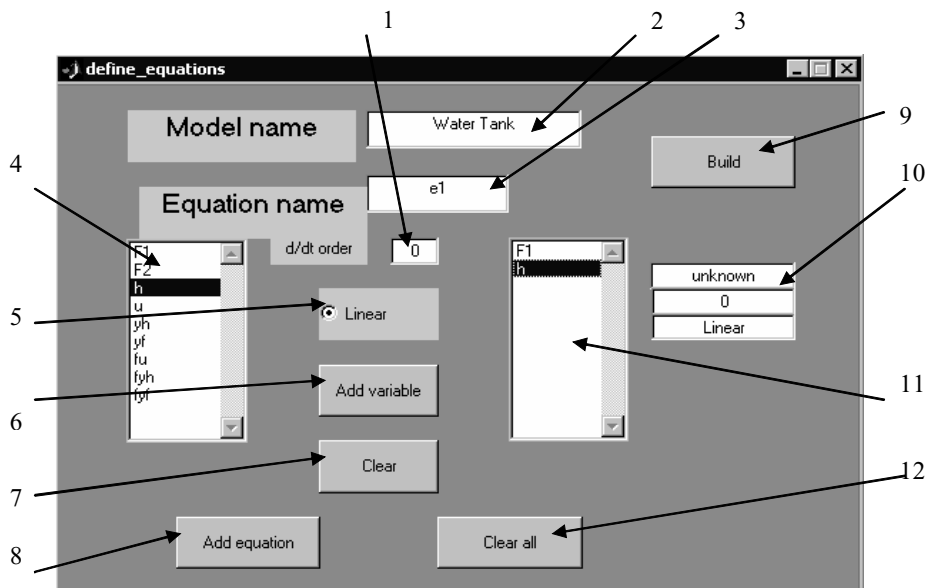 1
2
3
define_equations
Model name
Water Tank
9
Build
4
e1
10
Equation name
d/dt order
0
F1
F2
h
u
yh
yf
fu
fyh
fyf
F1
h
unknown
0
Linear
5
Linear
11
6
Add variable
7
Clear
12
8
Add equation
Clear all